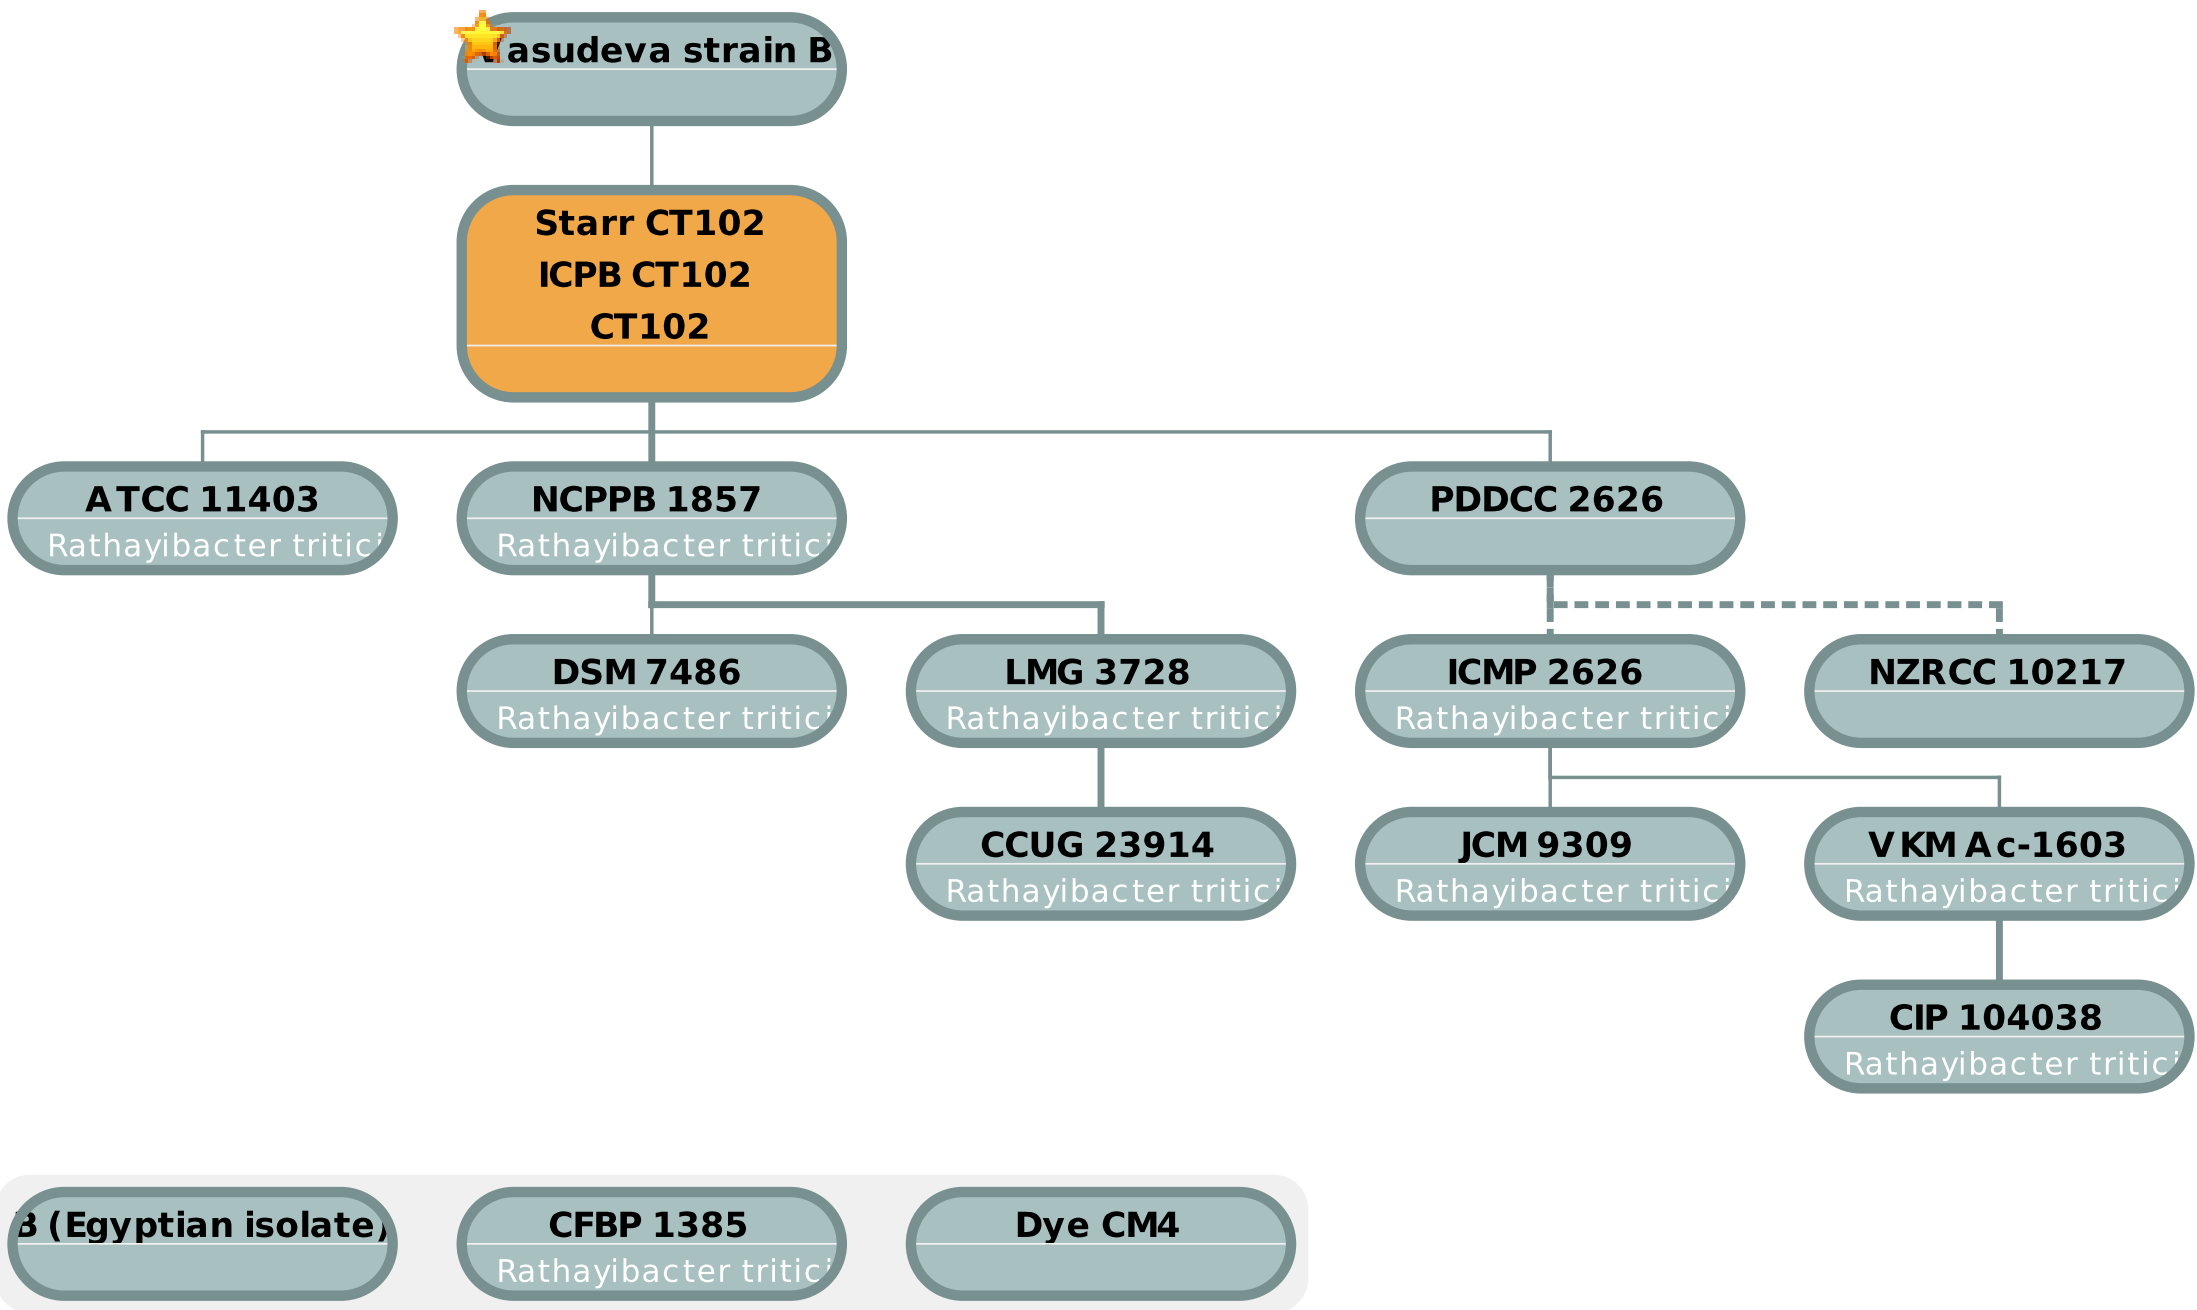 Vasudeva strain B
Starr CT102
ICPB CT102
CT102
ATCC 11403
Rathayibacter tritici
NCPPB 1857
Rathayibacter tritici
PDDCC 2626
DSM 7486
Rathayibacter tritici
LMG 3728
Rathayibacter tritici
ICMP 2626
Rathayibacter tritici
NZRCC 10217
CCUG 23914
Rathayibacter tritici
JCM 9309
Rathayibacter tritici
VKM Ac-1603
Rathayibacter tritici
CIP 104038
Rathayibacter tritici
B (Egyptian isolate)
CFBP 1385
Rathayibacter tritici
Dye CM4